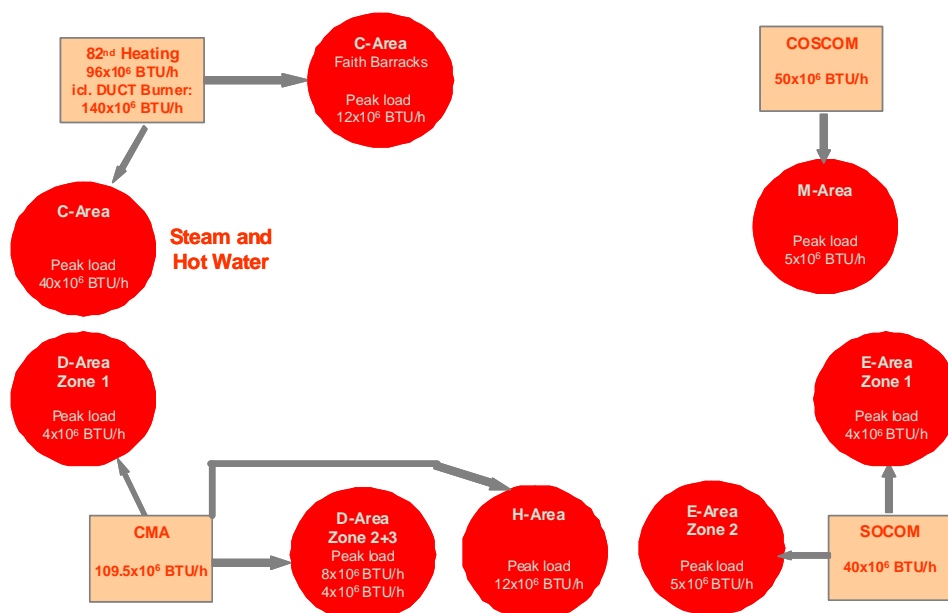 82nd Heating
96x10⁶ BTU/h
icl. DUCT Burner:
140x10⁶ BTU/h
C-Area
Faith Barracks
Peak load
12x10⁶ BTU/h
COSCOM
50x10⁶ BTU/h
C-Area
Peak load
40x10⁶ BTU/h
Steam and
Hot Water
M-Area
Peak load
5x10⁶ BTU/h
D-Area
Zone 1
Peak load
4x10⁶ BTU/h
E-Area
Zone 1
Peak load
4x10⁶ BTU/h
CMA
109.5x10⁶ BTU/h
D-Area
Zone 2+3
Peak load
8x10⁶ BTU/h
4x10⁶ BTU/h
H-Area
Peak load
12x10⁶ BTU/h
E-Area
Zone 2
Peak load
5x10⁶ BTU/h
SOCOM
40x10⁶ BTU/h